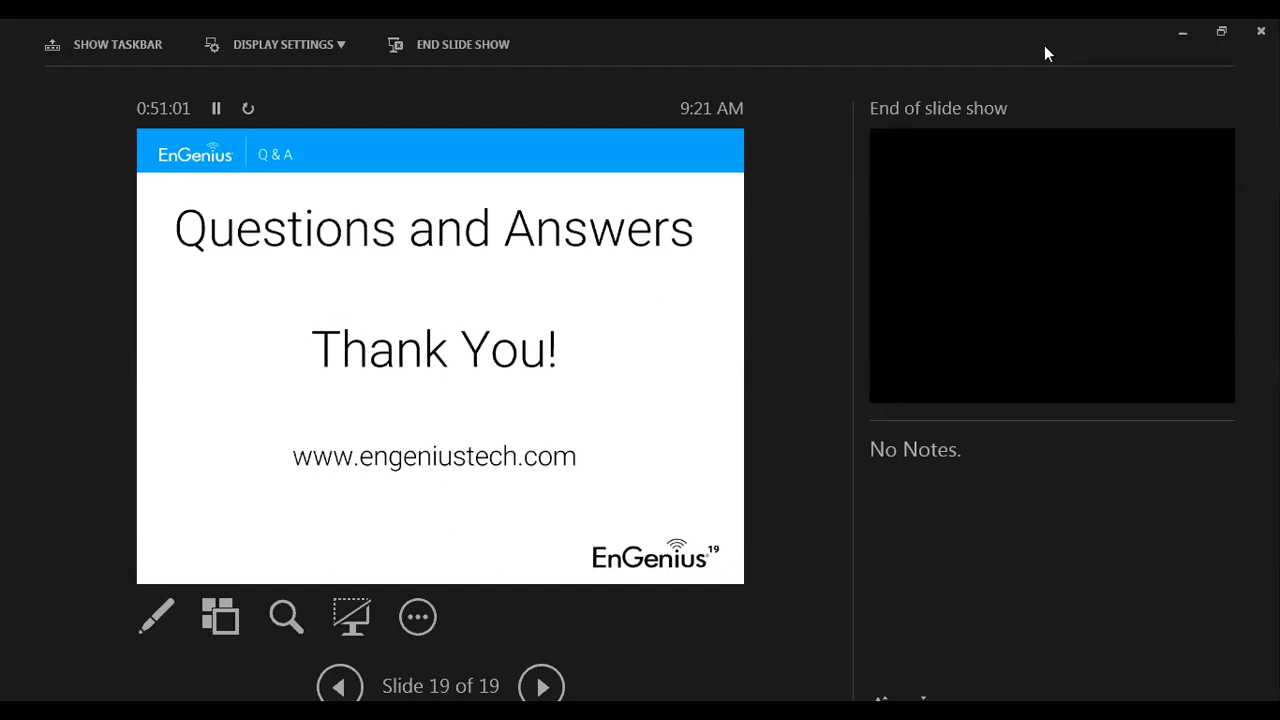 SHOW TASKBAR DISPLAY SETTINGS ▼ END SLIDE SHOW
0:51:01 9:21 AM
EnGenius Q & A
Questions and Answers
Thank You!
www.engeniustech.com
EnGenius 19
Slide 19 of 19
End of slide show
No Notes.